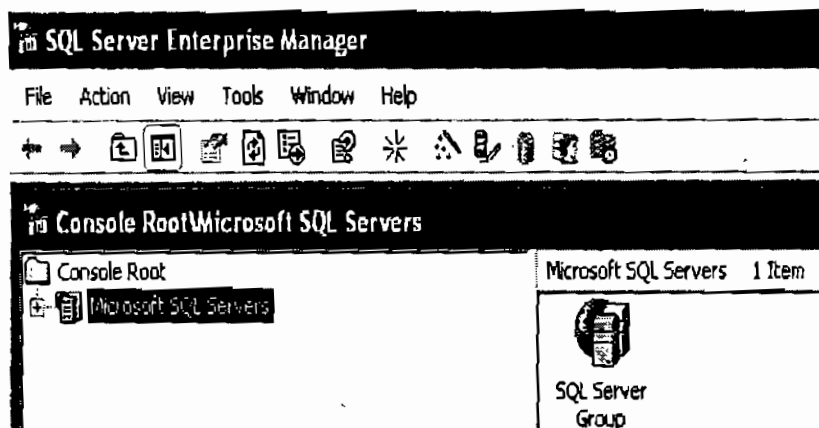 SQL Server Enterprise Manager
File Action View Tools Window Help
Console Root\Microsoft SQL Servers
Console Root
Microsoft SQL Servers
Microsoft SQL Servers 1 Item
SQL Server
Group